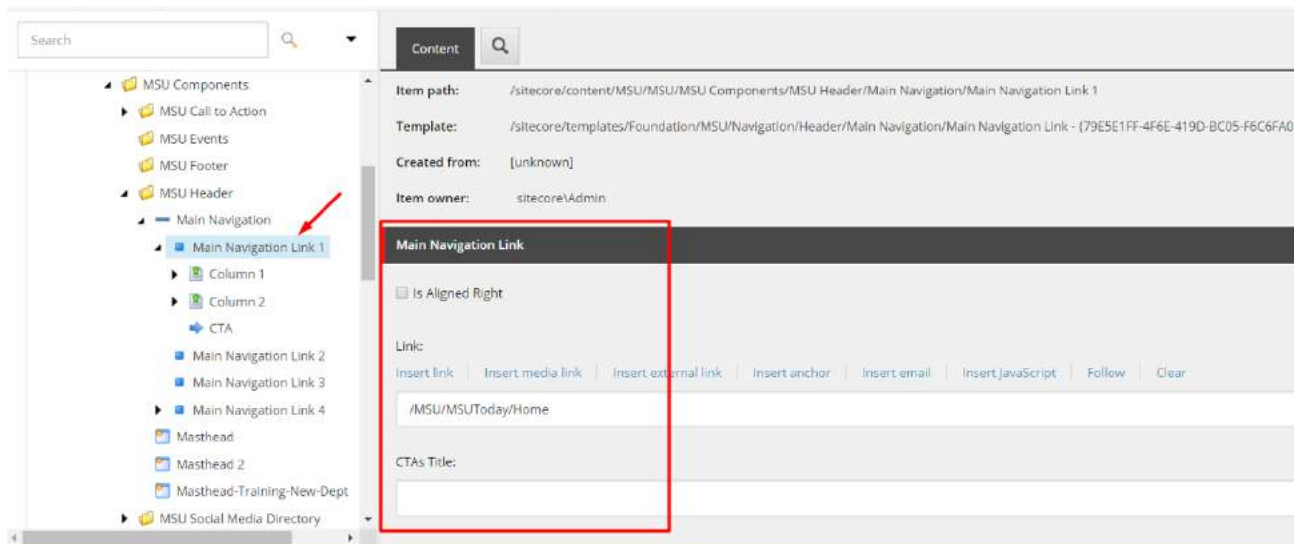 Search
MSU Components
MSU Call to Action
MSU Events
MSU Footer
MSU Header
Main Navigation
Main Navigation Link 1
Column 1
Column 2
CTA
Main Navigation Link 2
Main Navigation Link 3
Main Navigation Link 4
Masthead
Masthead 2
Masthead-Training-New-Dept
MSU Social Media Directory
Content
Item path: /sitecore/content/MSU/MSU/MSU Components/MSU Header/Main Navigation/Main Navigation Link 1
Template: /sitecore/templates/Foundation/MSU/Navigation/Header/Main Navigation/Main Navigation Link - {79E5E1FF-4F6E-419D-BC05-F6C6FA0
Created from: [unknown]
Item owner: sitecore\Admin
Main Navigation Link
Is Aligned Right
Link:
Insert link Insert media link Insert external link Insert anchor Insert email Insert JavaScript Follow Clear
/MSU/MSUToday/Home
CTAs Title: